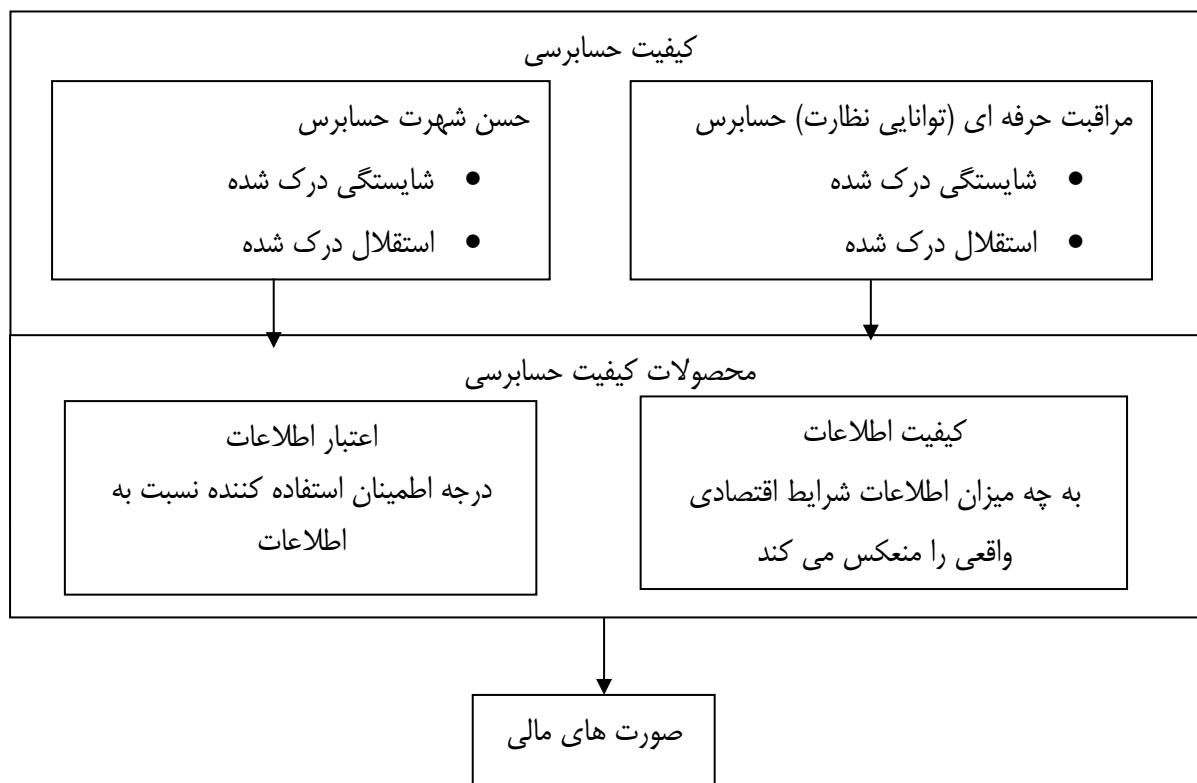 کیفیت حسابرسی
مراقبت حرفه ای (توانایی نظارت) حسابرس
• شایستگی درک شده
• استقلال درک شده
حسن شهرت حسابرس
• شایستگی درک شده
• استقلال درک شده
محصولات کیفیت حسابرسی
کیفیت اطلاعات
به چه میزان اطلاعات شرایط اقتصادی
واقعی را منعکس می کند
اعتبار اطلاعات
درجه اطمینان استفاده کننده نسبت به
اطلاعات
صورت های مالی